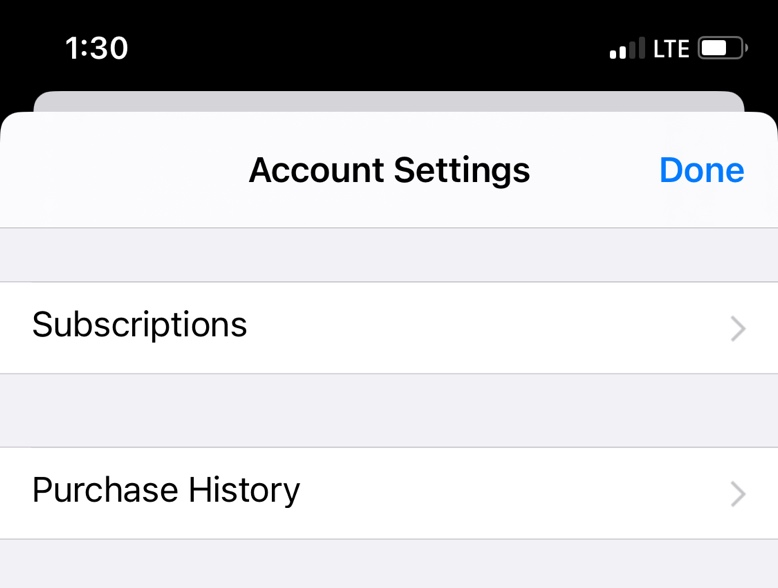 1:30
LTE
Account Settings
Done
Subscriptions
Purchase History